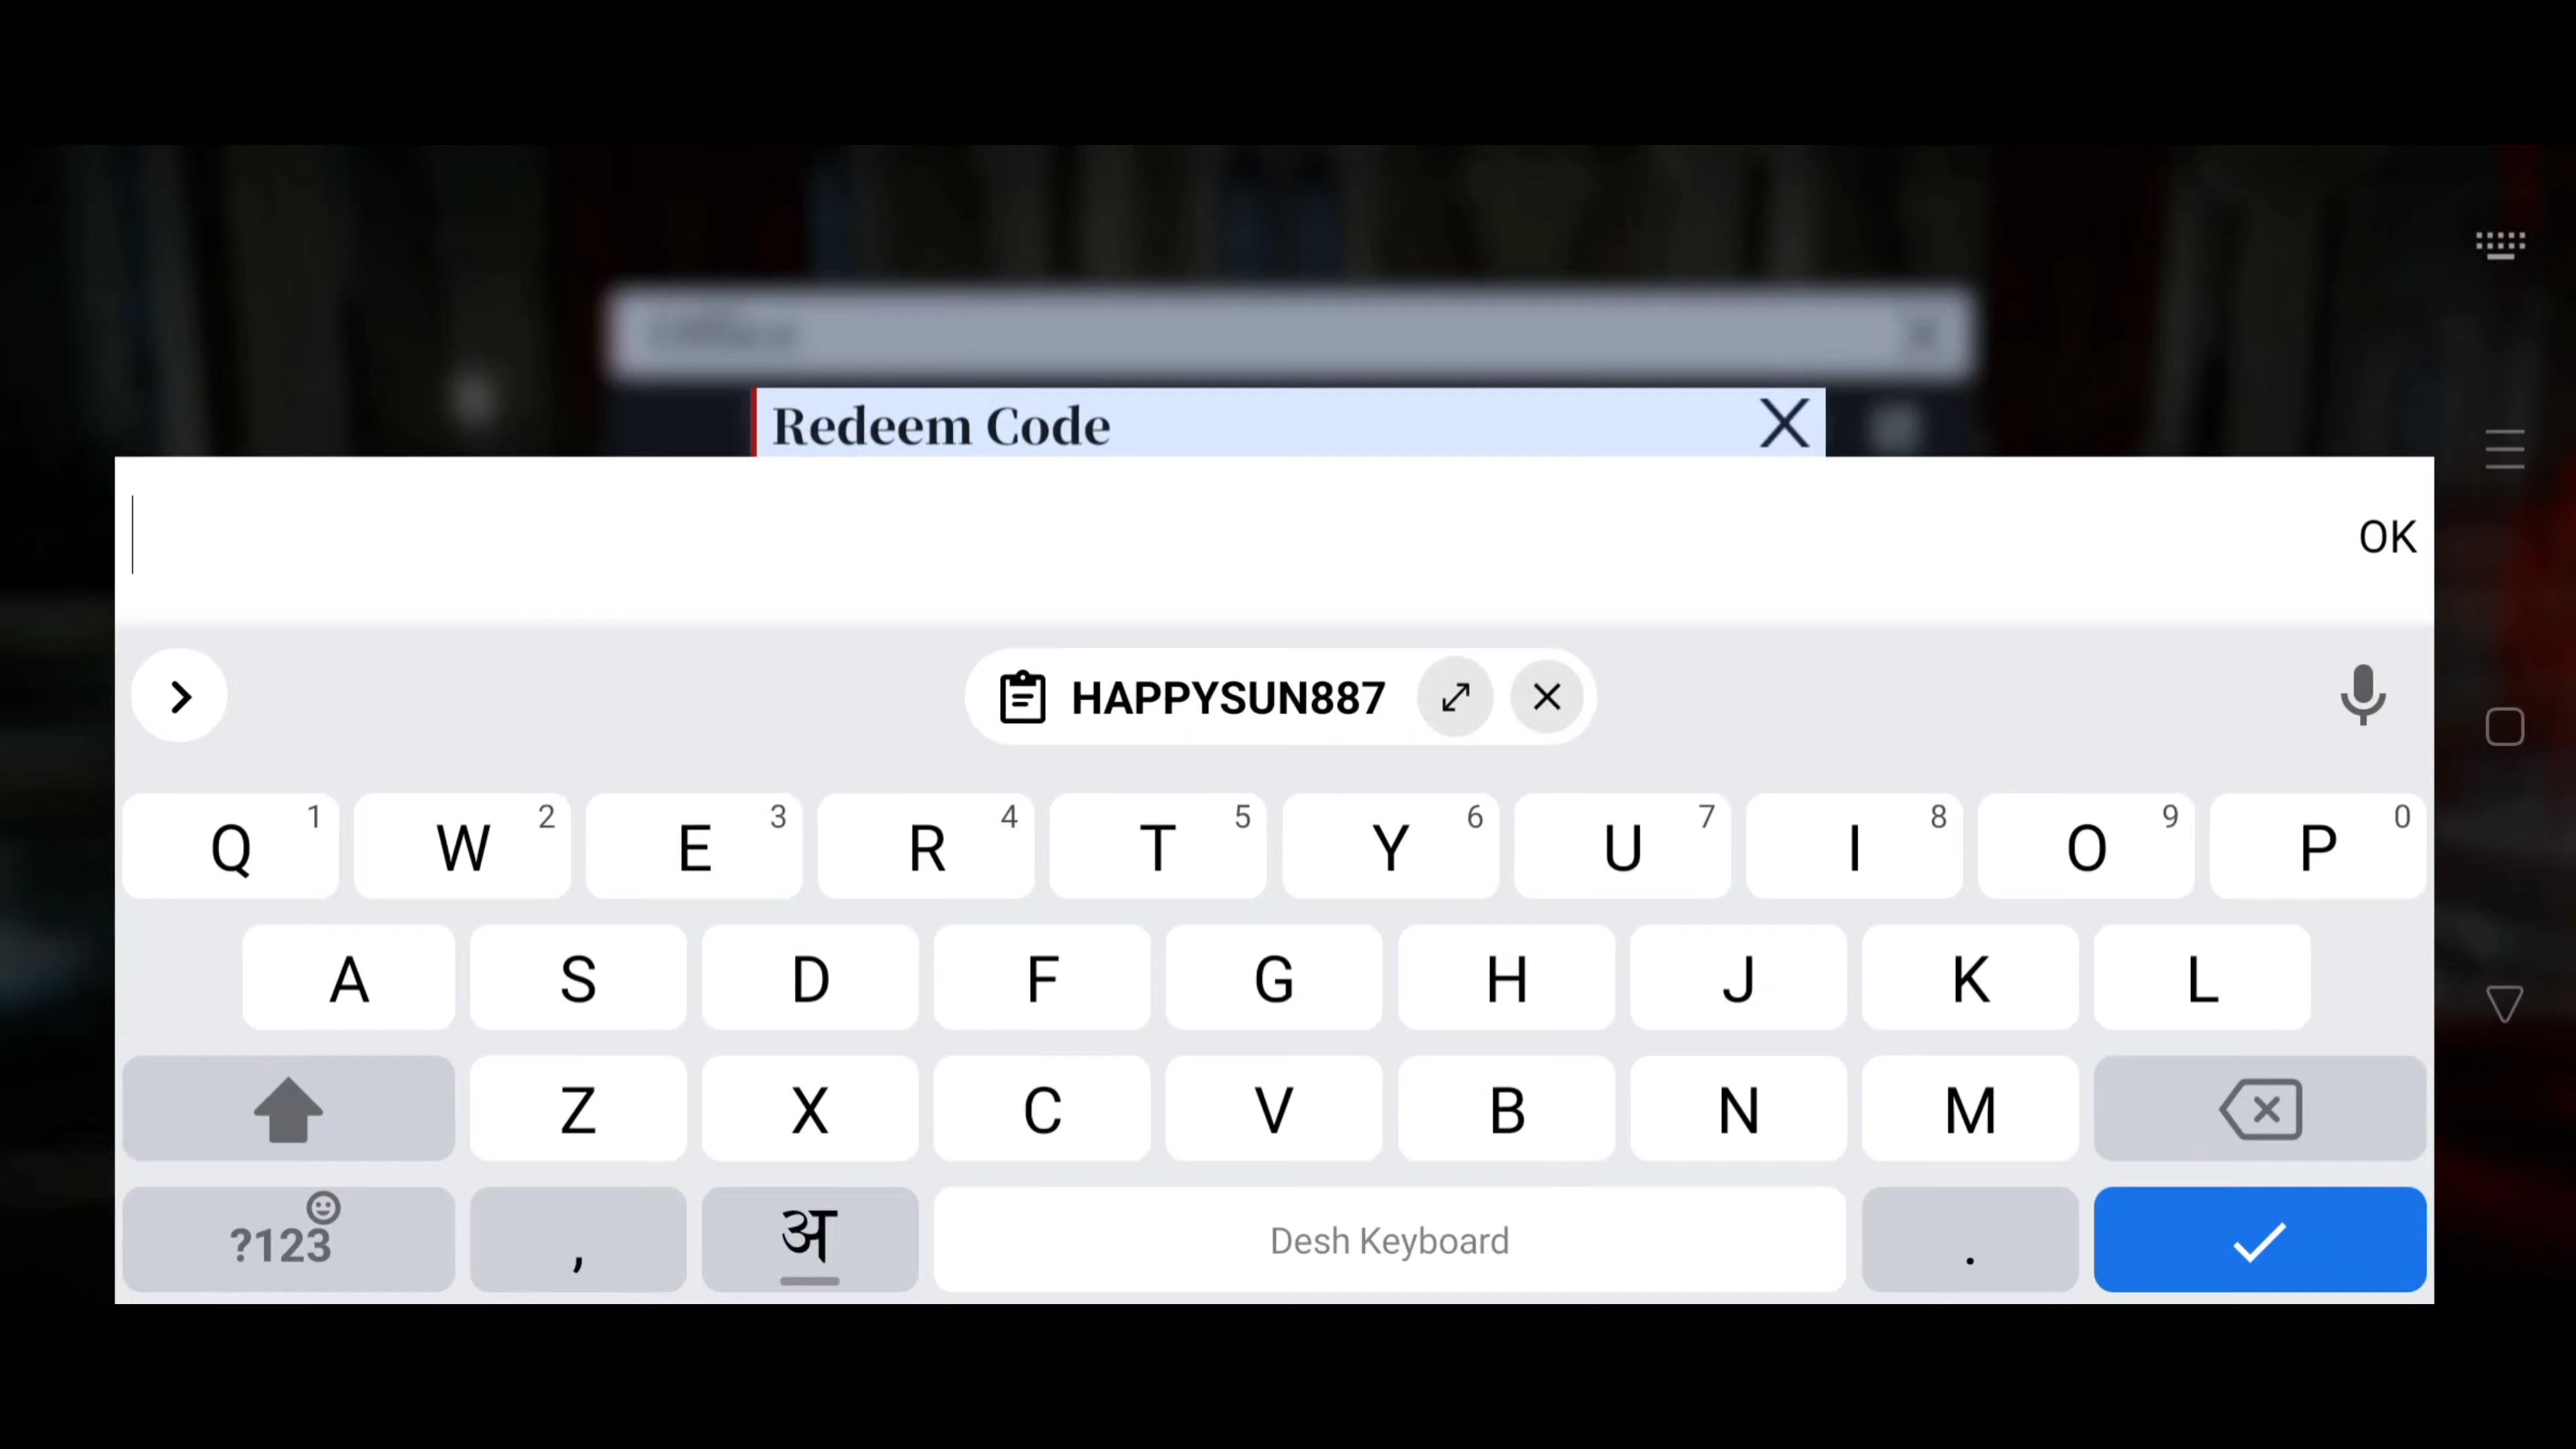 Redeem Code
OK
HAPPYSUN887
Q 1 W 2 E 3 R 4 T 5 Y 6 U 7 I 8 O 9 P 0
A S D F G H J K L
Z X C V B N M
?123 , अ Desh Keyboard .